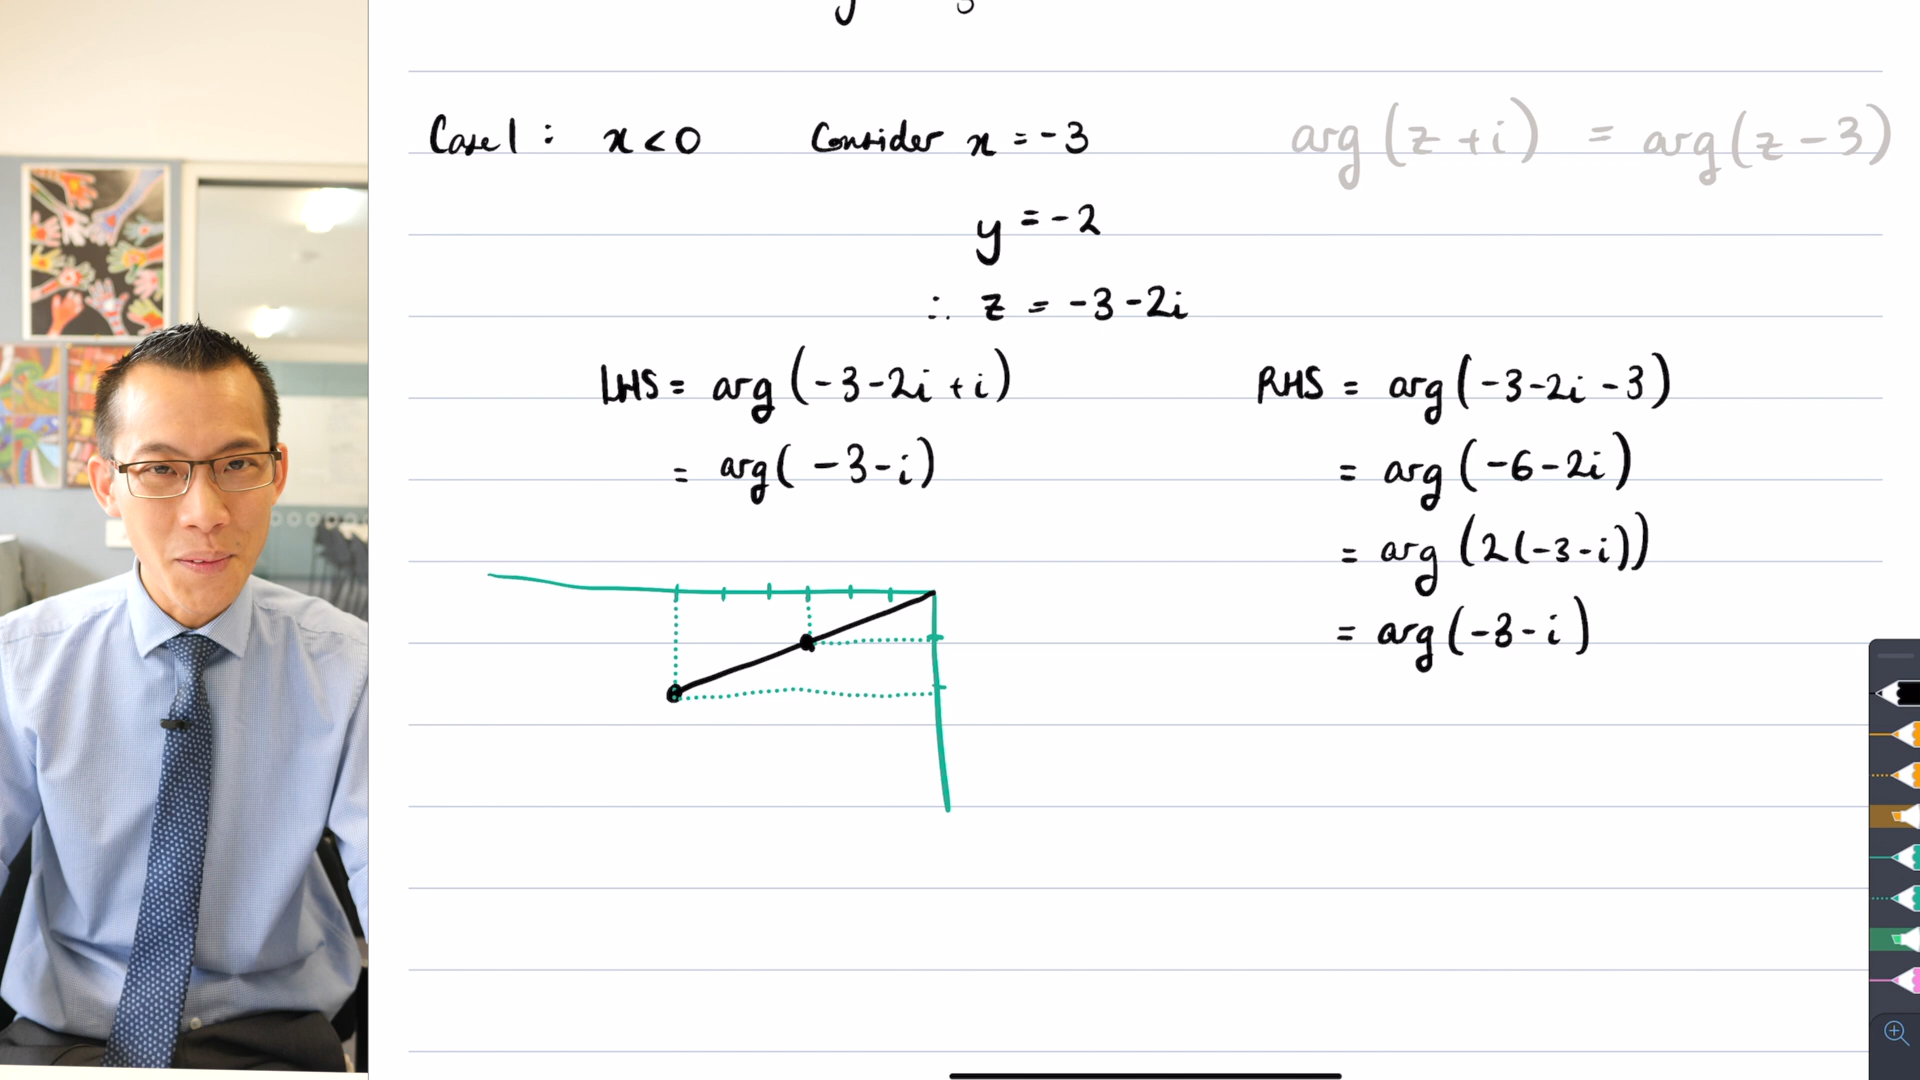 Case 1 : x < 0 Consider x = -3 arg (z + i) = arg (z - 3)
y = -2
∴ z = -3 -2i
LHS = arg (-3-2i + i) RHS = arg (-3-2i -3)
= arg( -3-i) = arg (-6-2i)
= arg (2(-3-i))
= arg (-3-i)